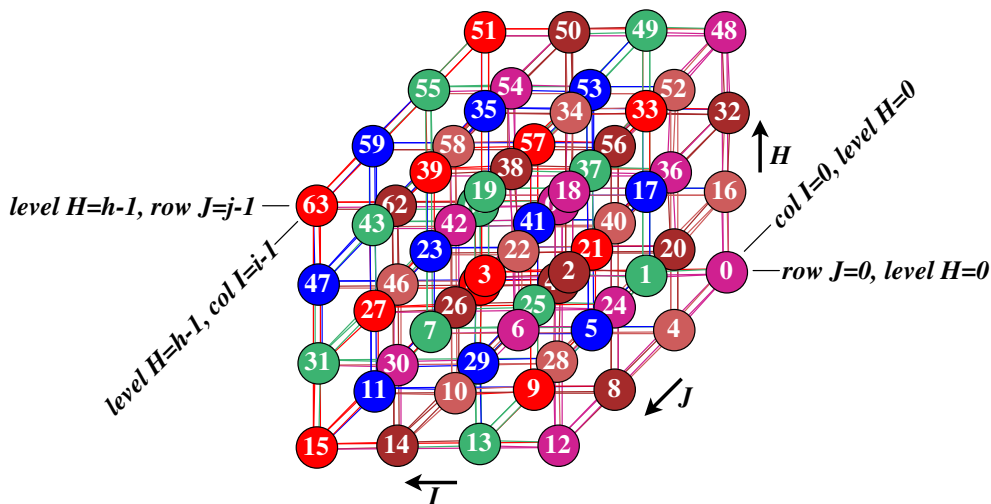 51 50 49 48
55 54 53 52
35 34 33 32
59 58 57 56
39 38 37 36
H
col I=0, level H=0
19 18 17 16
level H=h-1, row J=j-1
63 62
43 42 41 40
23 22 21 20
3 2 1 0
row J=0, level H=0
47 46
27 26 25 24
7 6 5 4
level H=h-1, col I=i-1
31 30 29 28
11 10 9 8
J
15 14 13 12
I